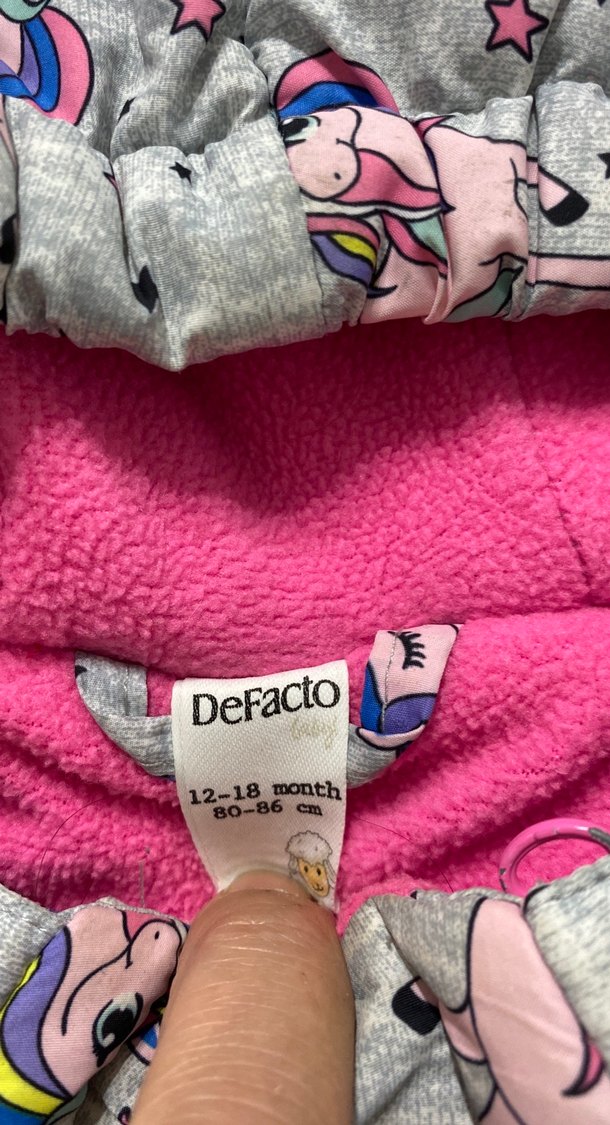 DeFacto
baby
12-18 month
80-86 cm